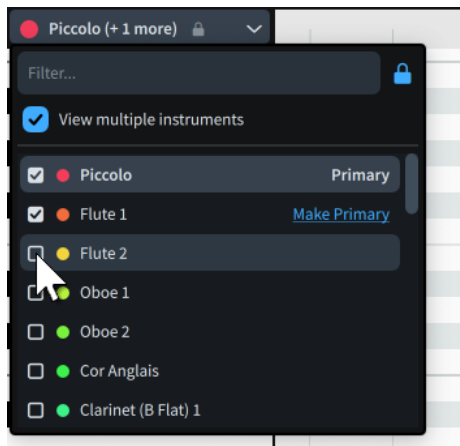 Piccolo (+ 1 more)
Filter...
View multiple instruments
Piccolo Primary
Flute 1 Make Primary
Flute 2
Oboe 1
Oboe 2
Cor Anglais
Clarinet (B Flat) 1